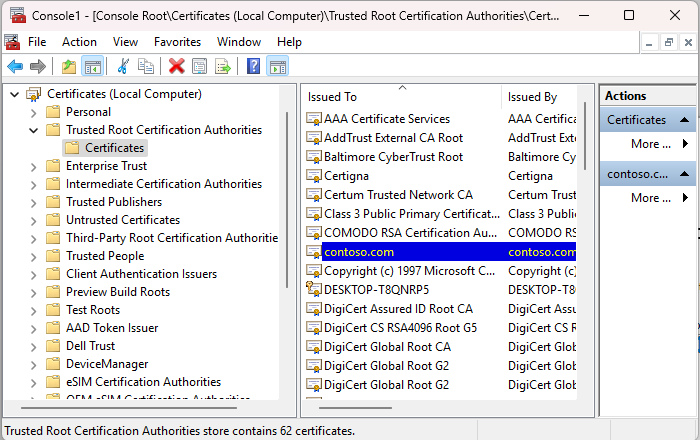 Console1 - [Console Root\Certificates (Local Computer)\Trusted Root Certification Authorities\Cert...
File Action View Favorites Window Help
Certificates (Local Computer)
Personal
Trusted Root Certification Authorities
Certificates
Enterprise Trust
Intermediate Certification Authorities
Trusted Publishers
Untrusted Certificates
Third-Party Root Certification Authoritie
Trusted People
Client Authentication Issuers
Preview Build Roots
Test Roots
AAD Token Issuer
Dell Trust
DeviceManager
eSIM Certification Authorities
OEM eSIM Certification Authorities
Issued To Issued By
AAA Certificate Services AAA Certifica
AddTrust External CA Root AddTrust Exte
Baltimore CyberTrust Root Baltimore Cyb
Certigna Certigna
Certum Trusted Network CA Certum Trust
Class 3 Public Primary Certificat... Class 3 Public
COMODO RSA Certification Au... COMODO RS
contoso.com contoso.com
Copyright (c) 1997 Microsoft C... Copyright (c)
DESKTOP-T8QNRP5 DESKTOP-T8Q
DigiCert Assured ID Root CA DigiCert Assu
DigiCert CS RSA4096 Root G5 DigiCert CS R
DigiCert Global Root CA DigiCert Glob
DigiCert Global Root G2 DigiCert Glob
DigiCert Global Root G2 DigiCert Glob
Actions
Certificates
More ...
contoso.c...
More ...
Trusted Root Certification Authorities store contains 62 certificates.